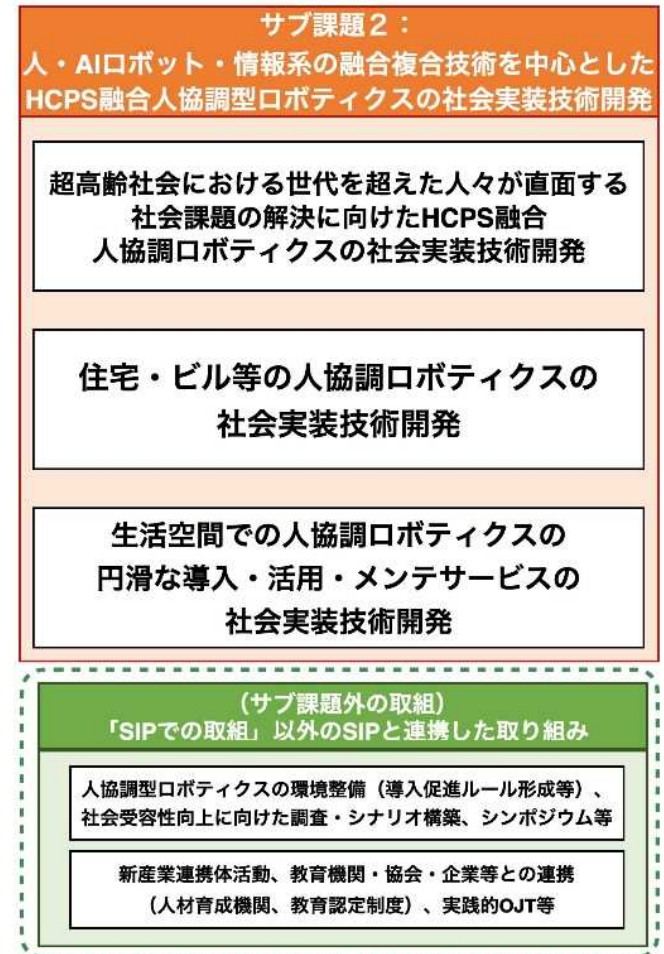 サブ課題２：
人・AIロボット・情報系の融合複合技術を中心とした
HCPS融合人協調型ロボティクスの社会実装技術開発
超高齢社会における世代を超えた人々が直面する
社会課題の解決に向けたHCPS融合
人協調ロボティクスの社会実装技術開発
住宅・ビル等の人協調ロボティクスの
社会実装技術開発
生活空間での人協調ロボティクスの
円滑な導入・活用・メンテサービスの
社会実装技術開発
（サブ課題外の取組）
「SIPでの取組」以外のSIPと連携した取り組み
人協調型ロボティクスの環境整備（導入促進ルール形成等）、
社会受容性向上に向けた調査・シナリオ構築、シンポジウム等
新産業連携体活動、教育機関・協会・企業等との連携
（人材育成機関、教育認定制度）、実践的OJT等